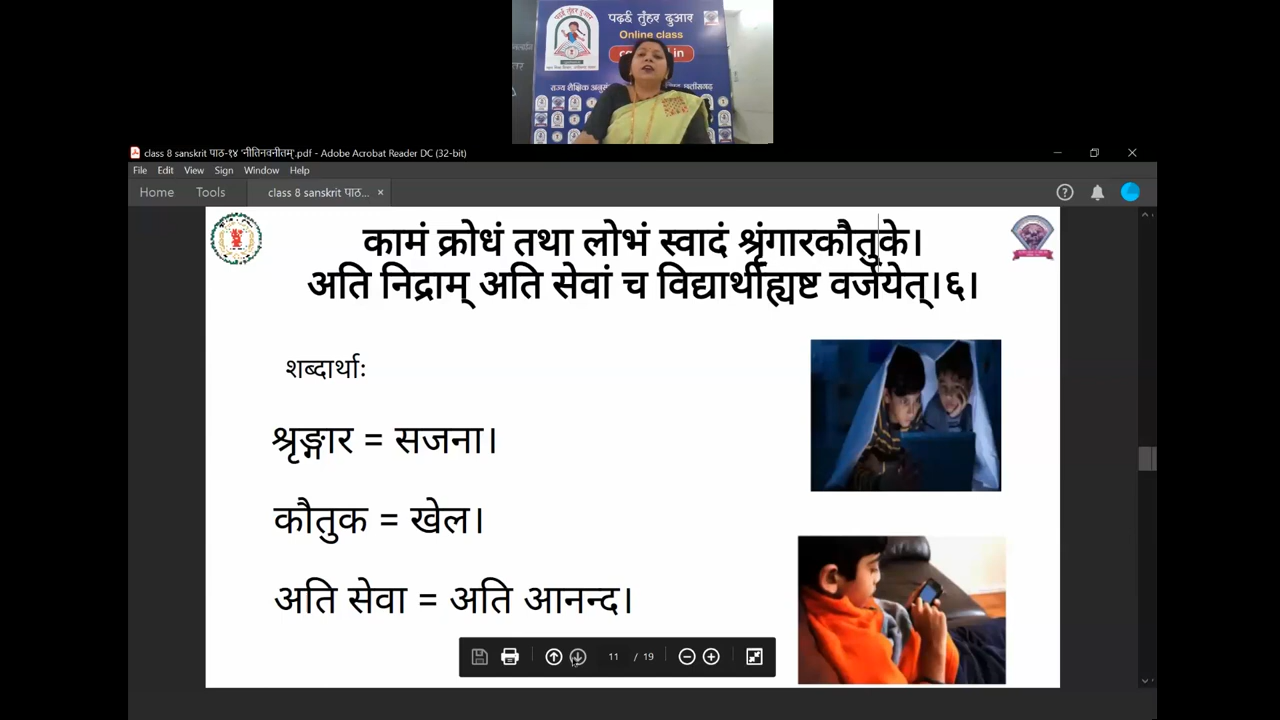 पढ़ई तुंहर दुआर
Online class
class 8 sanskrit पाठ-१४ 'नीतिनवनीतम्'.pdf - Adobe Acrobat Reader DC (32-bit)
File Edit View Window Help
Home Tools class 8 sanskrit पाठ... ×
कामं क्रोधं तथा लोभं स्वादं श्रृंगारकौतुके।
अति निद्राम् अति सेवां च विद्यार्थीह्यष्ट वर्जयेत्।६।
शब्दार्थाः
श्रृङ्गार = सजना।
कौतुक = खेल।
अति सेवा = अति आनन्द।
11 / 19